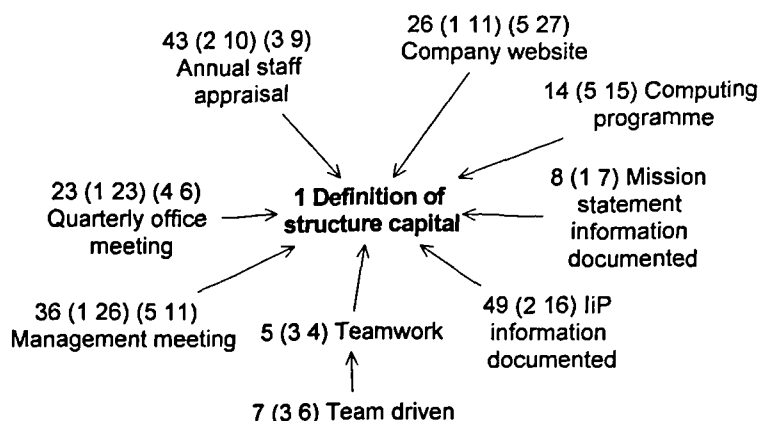 43 (2 10) (3 9)
Annual staff
appraisal
26 (1 11) (5 27)
Company website
14 (5 15) Computing
programme
23 (1 23) (4 6)
Quarterly office
meeting
1 Definition of
structure capital
8 (1 7) Mission
statement
information
documented
36 (1 26) (5 11)
Management meeting
5 (3 4) Teamwork
49 (2 16) IiP
information
documented
7 (3 6) Team driven